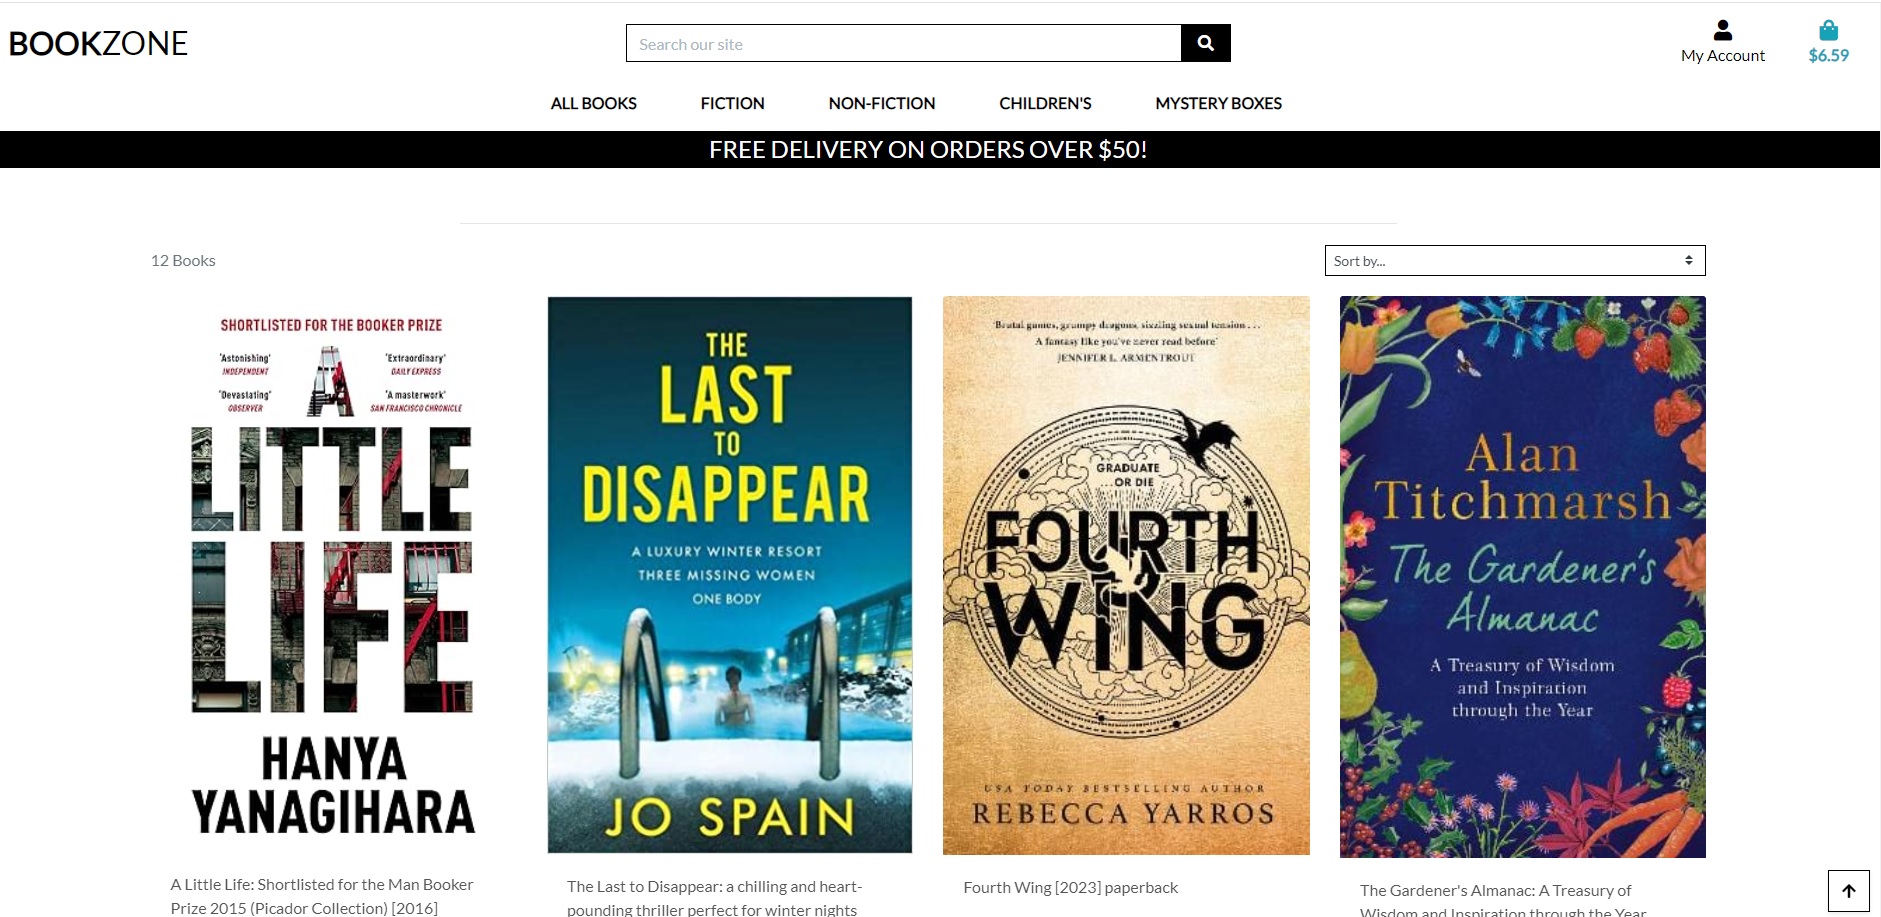 BOOKZONE
Search our site
My Account
$6.59
ALL BOOKS FICTION NON-FICTION CHILDREN'S MYSTERY BOXES
FREE DELIVERY ON ORDERS OVER $50!
12 Books
Sort by...
SHORTLISTED FOR THE BOOKER PRIZE
'Astonishing'
INDEPENDENT
'Extraordinary'
DAILY EXPRESS
'Devastating'
OBSERVER
'A masterwork'
SAN FRANCISCO CHRONICLE
A
LITTLE
LIFE
HANYA
YANAGIHARA
THE
LAST
TO
DISAPPEAR
A LUXURY WINTER RESORT
THREE MISSING WOMEN
ONE BODY
JO SPAIN
'Brutal games, grumpy dragons, sizzling sexual tension . . .
A fantasy like you've never read before'
JENNIFER L. ARMENTROUT
GRADUATE
...OR DIE
FOURTH
WING
USA TODAY BESTSELLING AUTHOR
REBECCA YARROS
Alan
Titchmarsh
The Gardener's
Almanac
A Treasury of Wisdom
and Inspiration
through the Year
A Little Life: Shortlisted for the Man Booker
Prize 2015 (Picador Collection) [2016]
The Last to Disappear: a chilling and heart-
pounding thriller perfect for winter nights
Fourth Wing [2023] paperback
The Gardener's Almanac: A Treasury of
Wisdom and Inspiration through the Year